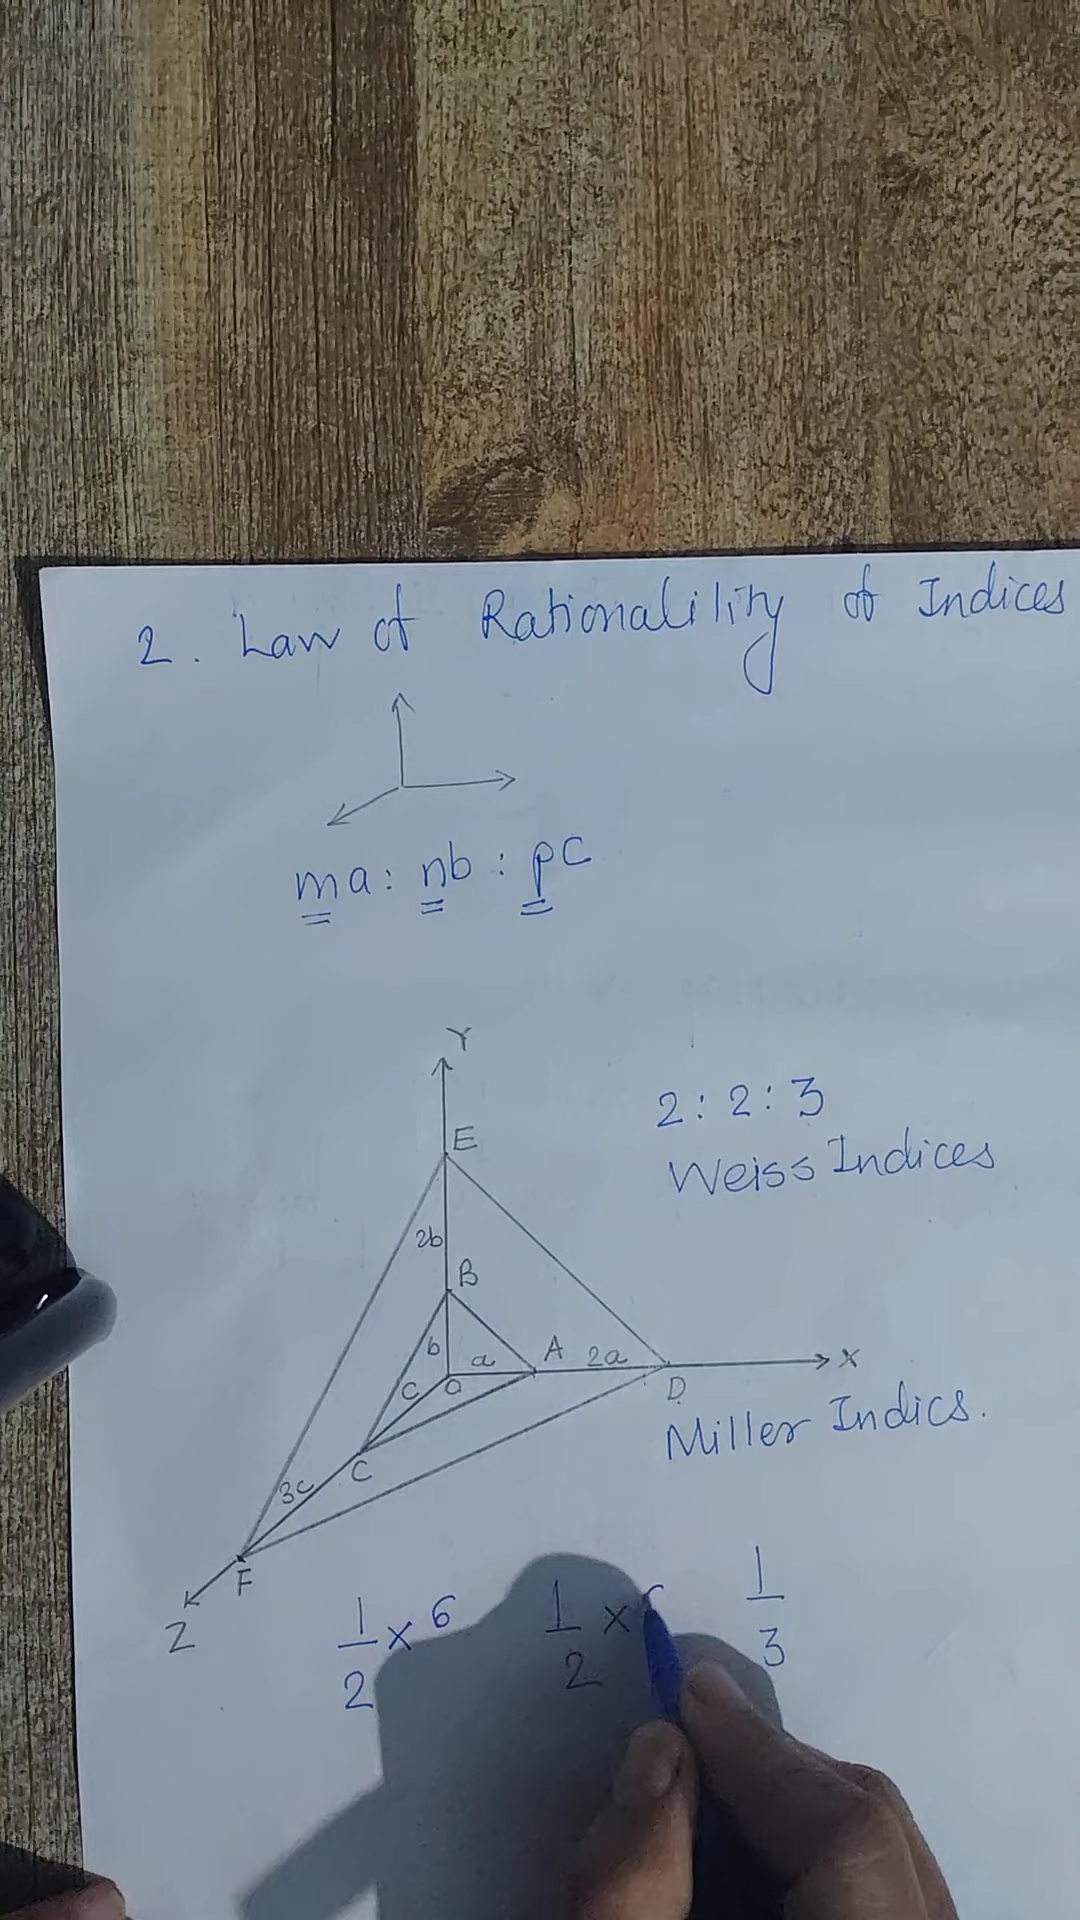 2. Law of Rationalility of Indices
ma: nb : pc
Y
2 : 2 : 3
E
Weiss Indices
2b
B
b a A 2a X
c O D
Miller Indics.
C
3c
F
Z
1/2 × 6 1/2 × 1/3